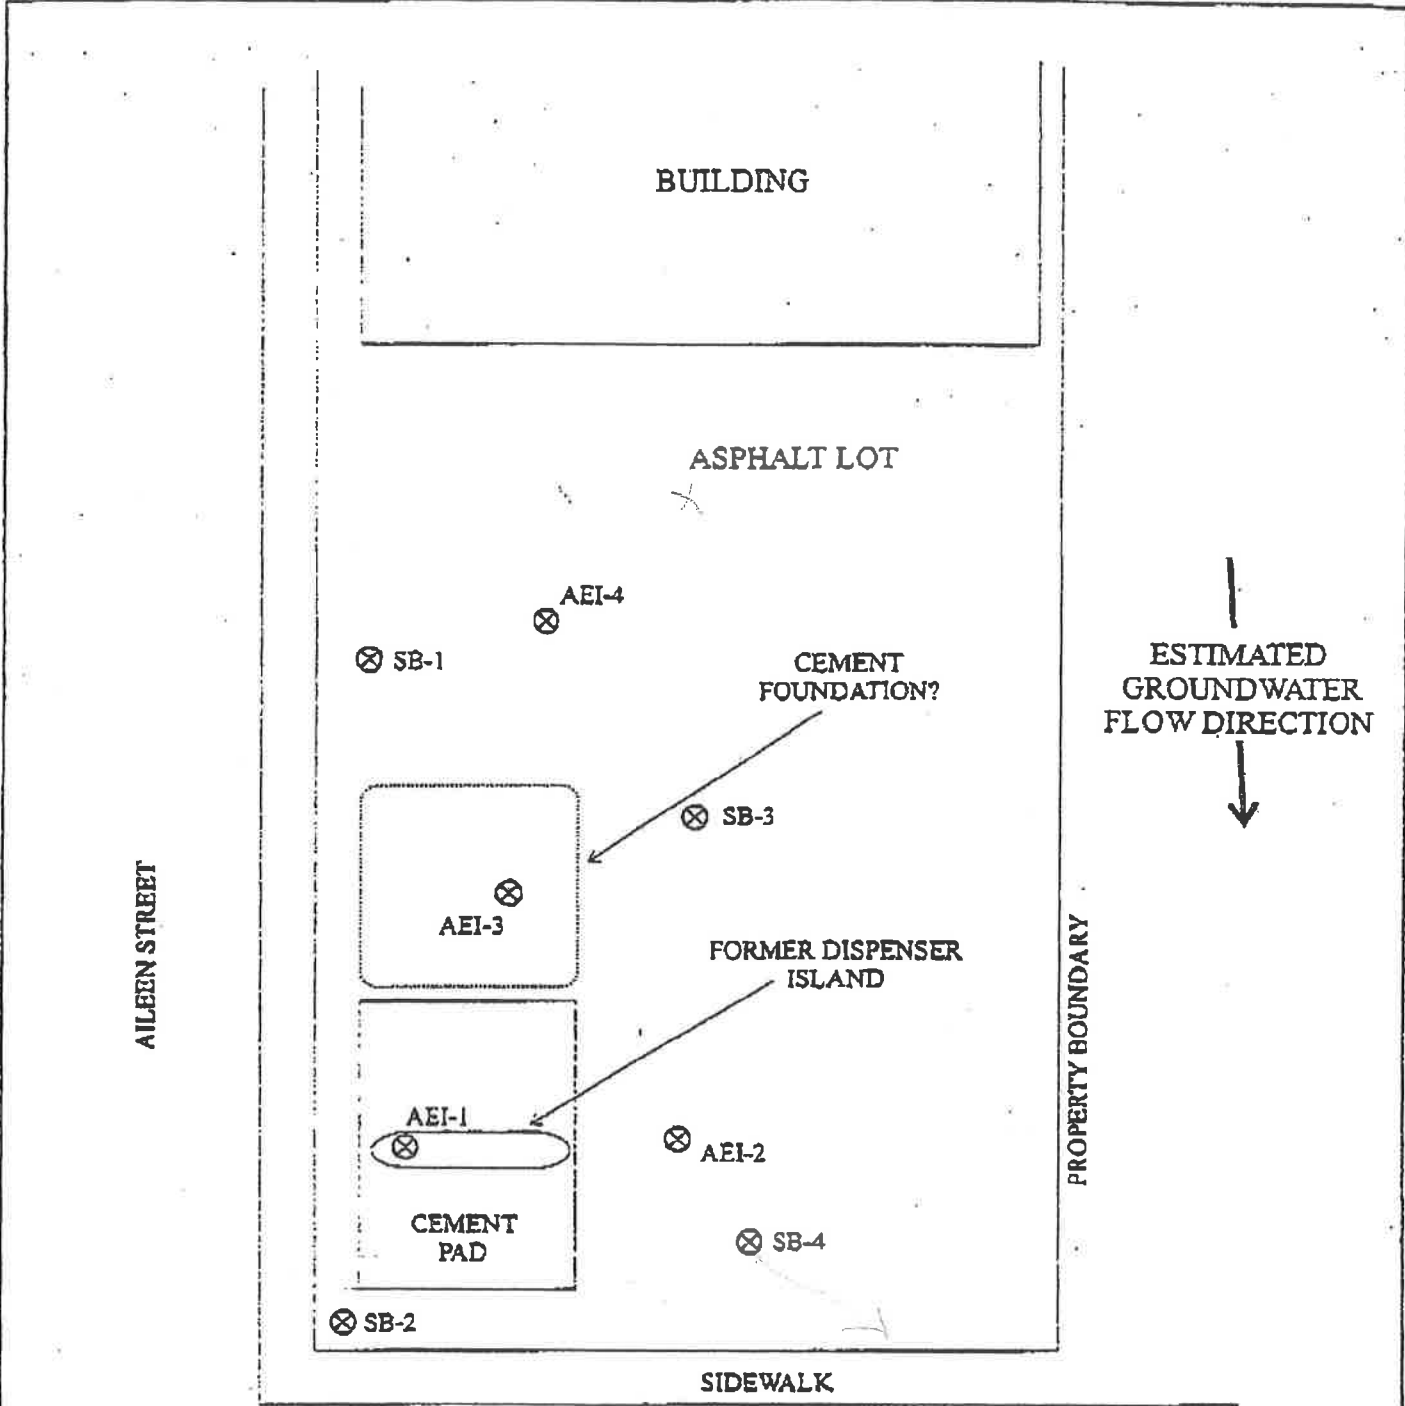 BUILDING
ASPHALT LOT
AEI-4
SB-1
CEMENT
FOUNDATION?
ESTIMATED
GROUNDWATER
FLOW DIRECTION
SB-3
AEI-3
AILEEN STREET
FORMER DISPENSER
ISLAND
PROPERTY BOUNDARY
AEI-1
AEI-2
CEMENT
PAD
SB-4
SB-2
SIDEWALK